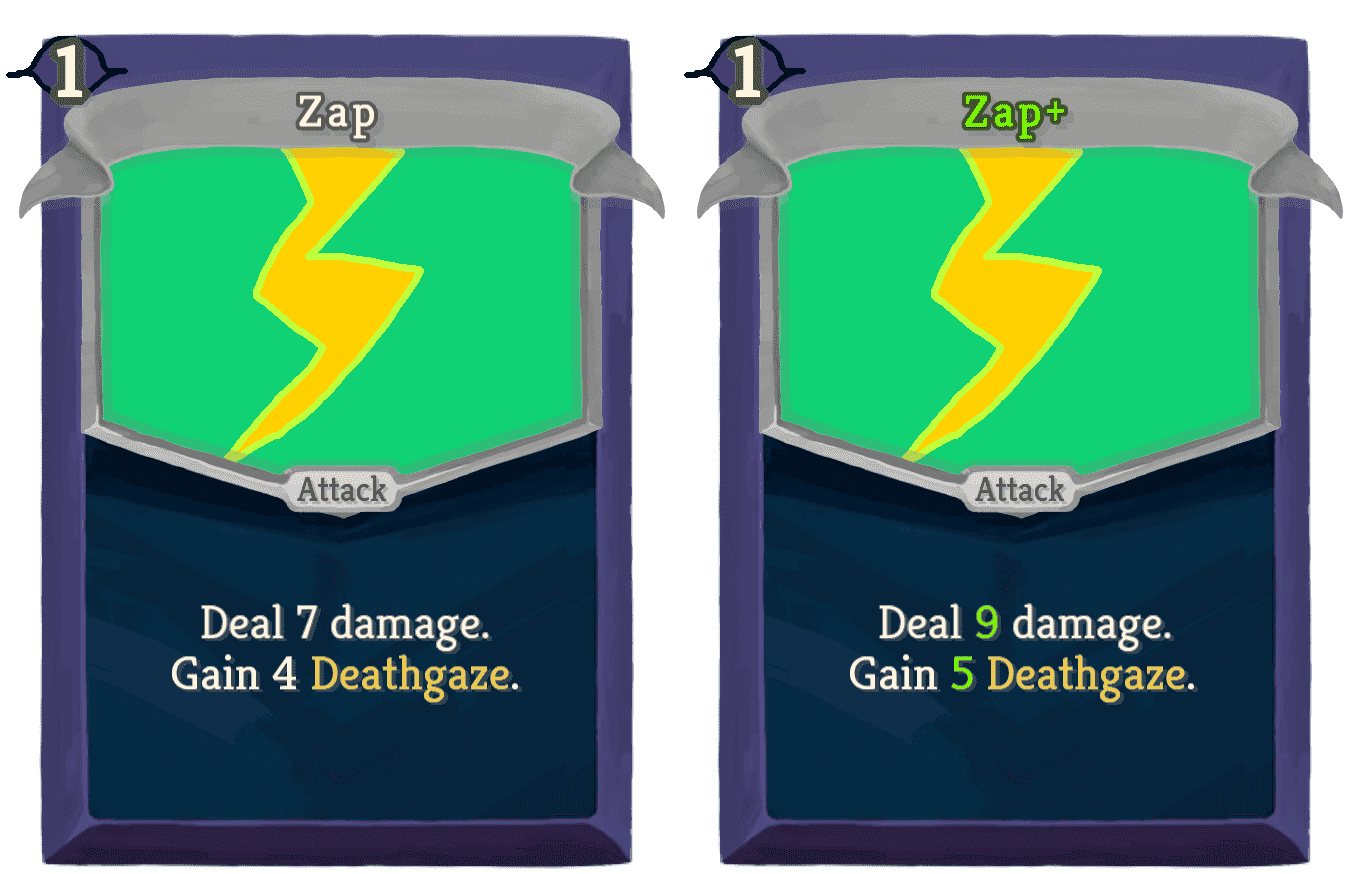 1
Zap
Attack
Deal 7 damage.
Gain 4 Deathgaze.
1
Zap+
Attack
Deal 9 damage.
Gain 5 Deathgaze.